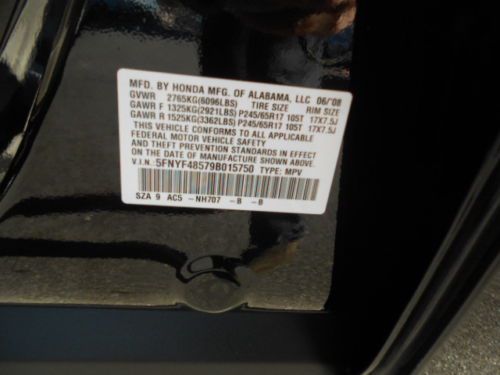 MFD. BY HONDA MFG. OF ALABAMA, LLC 06/'08
GVWR 2765KG(6096LBS) TIRE SIZE RIM SIZE
GAWR F 1325KG(2921LBS) P245/65R17 105T 17X7.5J
GAWR R 1525KG(3362LBS) P245/65R17 105T 17X7.5J
THIS VEHICLE CONFORMS TO ALL APPLICABLE
FEDERAL MOTOR VEHICLE SAFETY
AND THEFT PREVENTION STANDARDS IN EFFECT
ON THE DATE OF MANUFACTURE SHOWN ABOVE.
V.I.N. 5FNYF48579B015750 TYPE: MPV
SZA 9 AC5 -NH707 -B -B